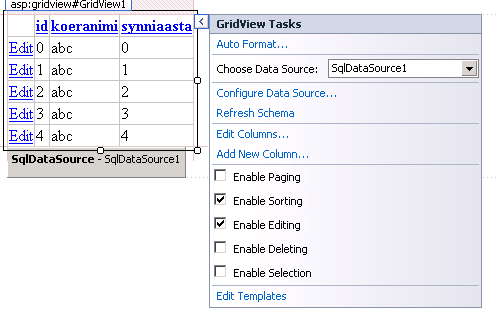 asp:gridview#GridView1
id koeranimi synniaasta
Edit 0 abc 0
Edit 1 abc 1
Edit 2 abc 2
Edit 3 abc 3
Edit 4 abc 4
SqlDataSource - SqlDataSource1
GridView Tasks
Auto Format...
Choose Data Source: SqlDataSource1
Configure Data Source...
Refresh Schema
Edit Columns...
Add New Column...
Enable Paging
Enable Sorting
Enable Editing
Enable Deleting
Enable Selection
Edit Templates